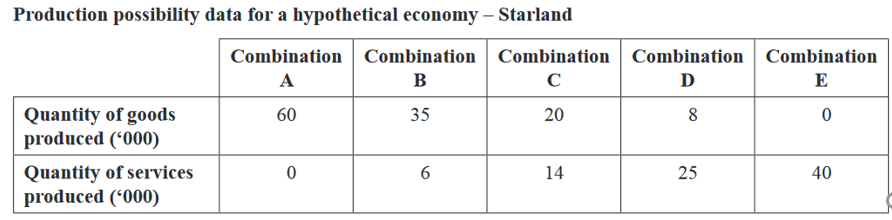 Production possibility data for a hypothetical economy – Starland
Combination A Combination B Combination C Combination D Combination E
Quantity of goods produced (‘000) 60 35 20 8 0
Quantity of services produced (‘000) 0 6 14 25 40